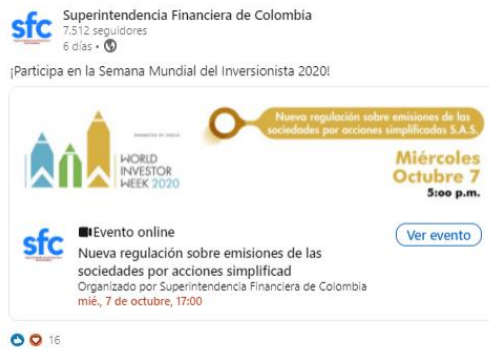 sfc
Superintendencia Financiera de Colombia
7.512 seguidores
6 días •
¡Participa en la Semana Mundial del Inversionista 2020!
PROMOTED BY IOSCO
WORLD
INVESTOR
WEEK 2020
Nueva regulación sobre emisiones de las
sociedades por acciones simplificadas S.A.S.
Miércoles
Octubre 7
5:00 p.m.
sfc
Evento online
Nueva regulación sobre emisiones de las
sociedades por acciones simplificad
Organizado por Superintendencia Financiera de Colombia
mié., 7 de octubre, 17:00
Ver evento
16